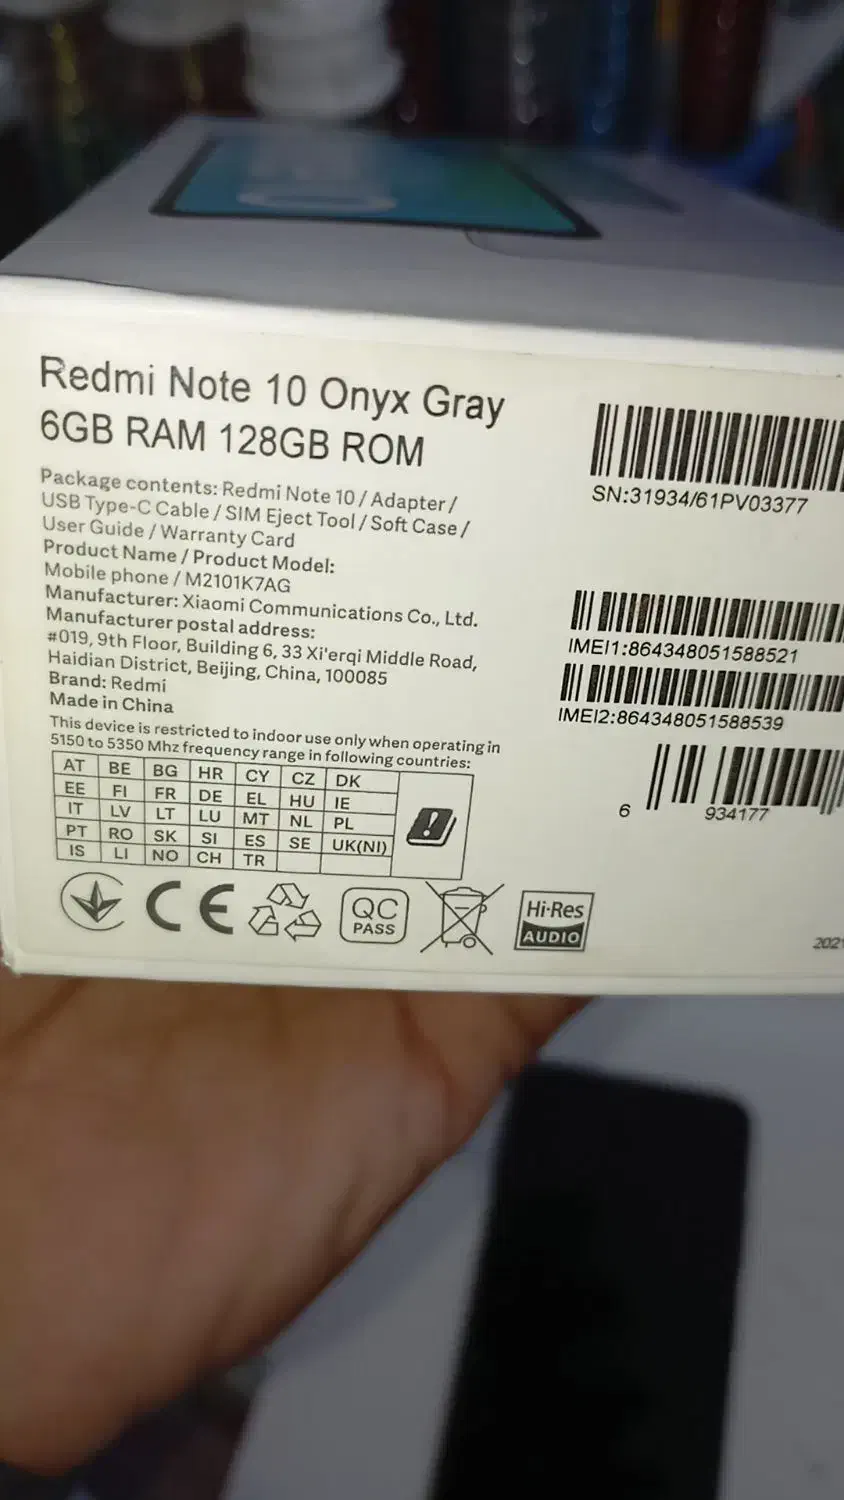 Redmi Note 10 Onyx Gray
6GB RAM 128GB ROM
Package contents: Redmi Note 10 / Adapter /
USB Type-C Cable / SIM Eject Tool / Soft Case /
User Guide / Warranty Card
Product Name / Product Model:
Mobile phone / M2101K7AG
Manufacturer: Xiaomi Communications Co., Ltd.
Manufacturer postal address:
#019, 9th Floor, Building 6, 33 Xi'erqi Middle Road,
Haidian District, Beijing, China, 100085
Brand: Redmi
Made in China
This device is restricted to indoor use only when operating in
5150 to 5350 Mhz frequency range in following countries:
AT BE BG HR CY CZ DK
EE FI FR DE EL HU IE
IT LV LT LU MT NL PL
PT RO SK SI ES SE UK(NI)
IS LI NO CH TR
CE
QC
PASS
Hi-Res
AUDIO
SN:31934/61PV03377
IMEI1:864348051588521
IMEI2:864348051588539
6 934177
2021